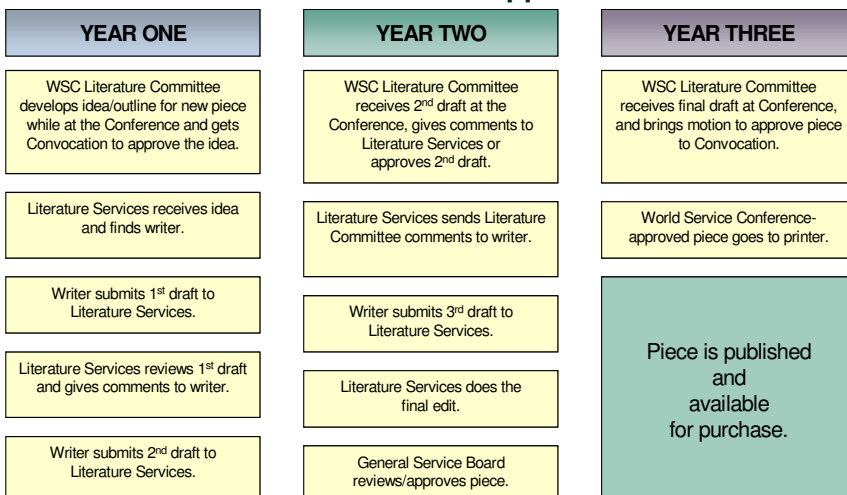 YEAR ONE
WSC Literature Committee
develops idea/outline for new piece
while at the Conference and gets
Convocation to approve the idea.
Literature Services receives idea
and finds writer.
Writer submits 1st draft to
Literature Services.
Literature Services reviews 1st draft
and gives comments to writer.
Writer submits 2nd draft to
Literature Services.
YEAR TWO
WSC Literature Committee
receives 2nd draft at the
Conference, gives comments to
Literature Services or
approves 2nd draft.
Literature Services sends Literature
Committee comments to writer.
Writer submits 3rd draft to
Literature Services.
Literature Services does the
final edit.
General Service Board
reviews/approves piece.
YEAR THREE
WSC Literature Committee
receives final draft at Conference,
and brings motion to approve piece
to Convocation.
World Service Conference-
approved piece goes to printer.
Piece is published
and
available
for purchase.